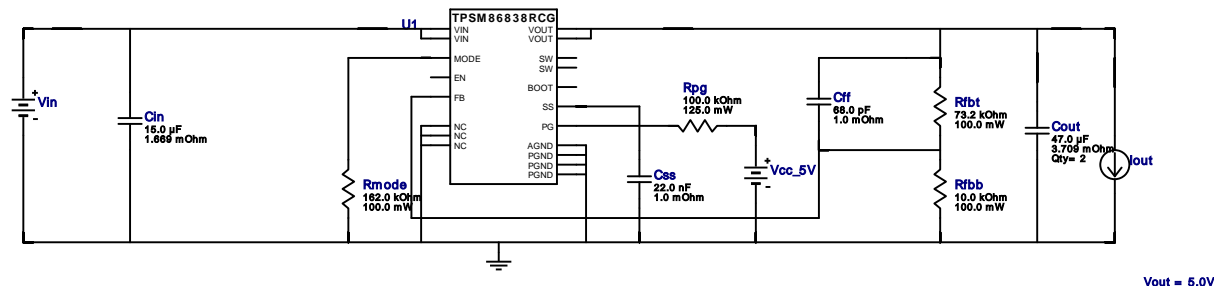 TPSM86838RCG
U1
VIN
VIN
MODE
EN
FB
NC
NC
NC
VOUT
VOUT
SW
SW
BOOT
SS
PG
AGND
PGND
PGND
PGND
+
Vin
-
Cin
15.0 µF
1.669 mOhm
Rmode
162.0 kOhm
100.0 mW
Rpg
100.0 kOhm
125.0 mW
Css
22.0 nF
1.0 mOhm
+
Vcc_5V
-
Cff
68.0 pF
1.0 mOhm
Rfbt
73.2 kOhm
100.0 mW
Rfbb
10.0 kOhm
100.0 mW
Cout
47.0 µF
3.709 mOhm
Qty= 2
Iout
Vout = 5.0V